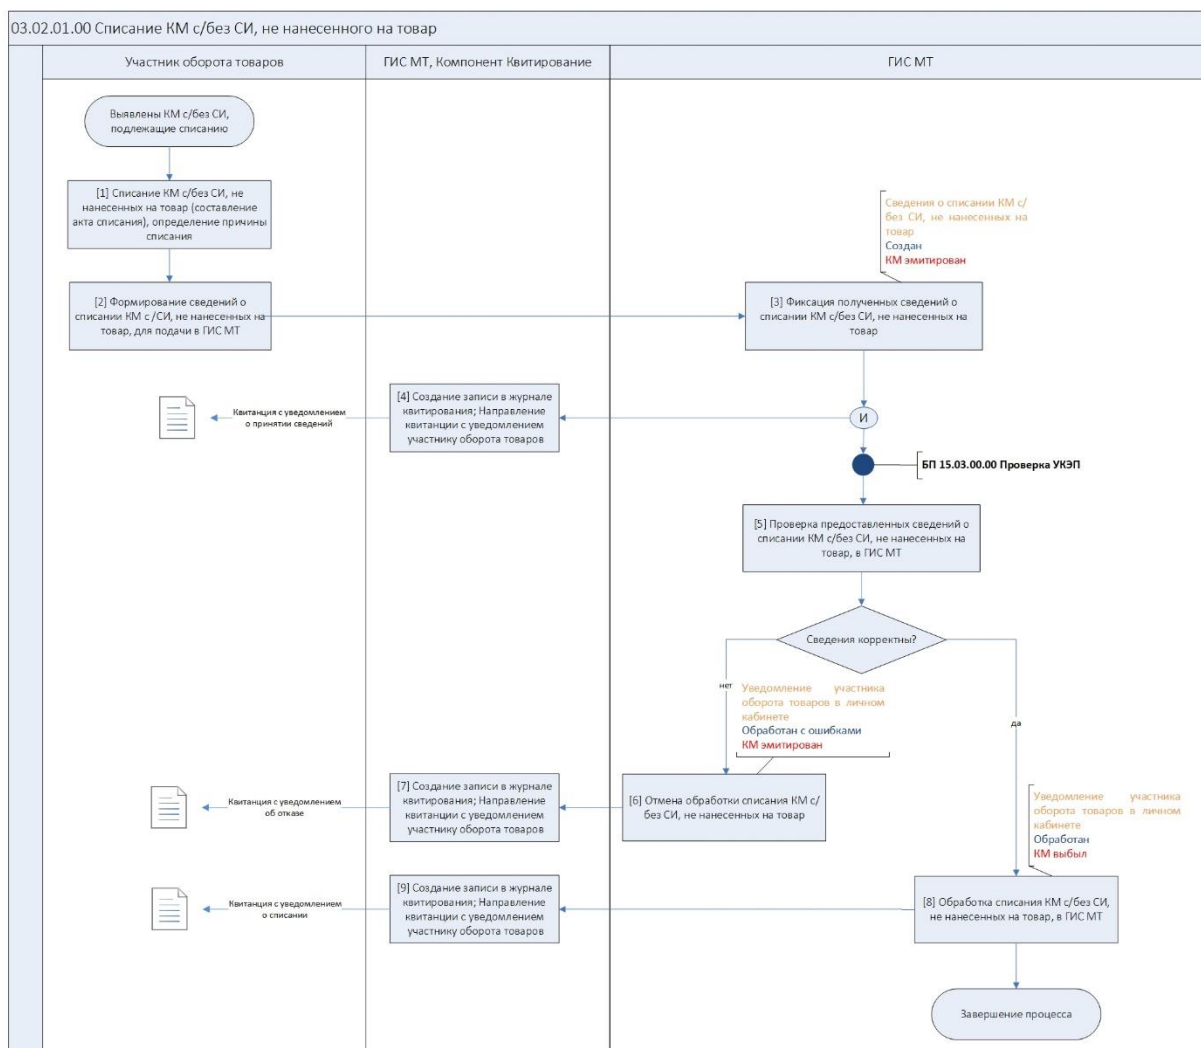 03.02.01.00 Списание КМ с/без СИ, не нанесенного на товар
Участник оборота товаров
ГИС МТ, Компонент Квитирование
ГИС МТ
Выявлены КМ с/без СИ,
подлежащие списанию
[1] Списание КМ с/без СИ, не
нанесенных на товар (составление
акта списания), определение причины
списания
Сведения о списании КМ с/
без СИ, не нанесенных на
товар
Создан
КМ эмитирован
[2] Формирование сведений о
списании КМ с /СИ, не нанесенных на
товар, для подачи в ГИС МТ
[3] Фиксация полученных сведений о
списании КМ с/без СИ, не нанесенных на
товар
Квитанция с уведомлением
о принятии сведений
[4] Создание записи в журнале
квитирования; Направление
квитанции с уведомлением
участнику оборота товаров
И
БП 15.03.00.00 Проверка УКЭП
[5] Проверка предоставленных сведений о
списании КМ с/без СИ, не нанесенных на
товар, в ГИС МТ
Сведения корректны?
нет
Уведомление участника
оборота товаров в личном
кабинете
Обработан с ошибками
КМ эмитирован
да
Квитанция с уведомлением
об отказе
[7] Создание записи в журнале
квитирования; Направление
квитанции с уведомлением
участнику оборота товаров
[6] Отмена обработки списания КМ с/
без СИ, не нанесенных на товар
Уведомление участника
оборота товаров в личном
кабинете
Обработан
КМ выбыл
Квитанция с уведомлением
о списании
[9] Создание записи в журнале
квитирования; Направление
квитанции с уведомлением
участнику оборота товаров
[8] Обработка списания КМ с/без СИ,
не нанесенных на товар, в ГИС МТ
Завершение процесса